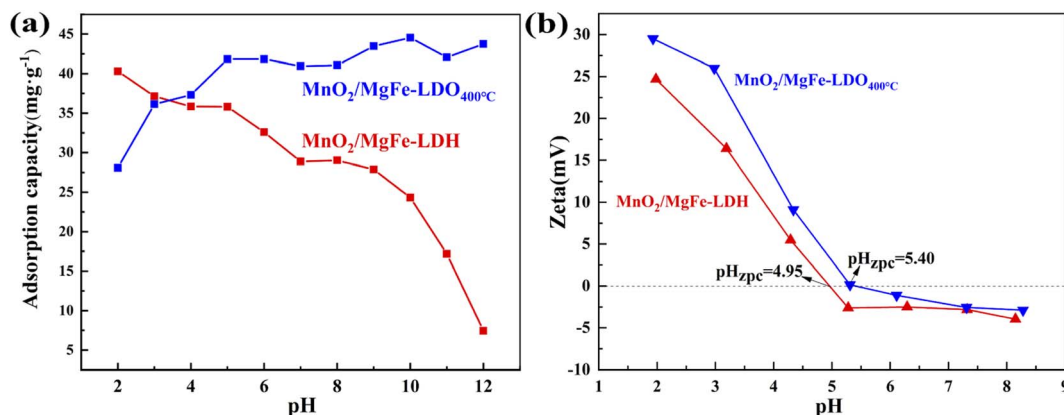 (a)
Adsorption capacity(mg·g⁻¹)
45
40
35
30
25
20
15
10
5
MnO₂/MgFe-LDO₄₀₀℃
MnO₂/MgFe-LDH
2 4 6 8 10 12
pH
(b)
Zeta(mV)
30
25
20
15
10
5
0
-5
-10
MnO₂/MgFe-LDO₄₀₀℃
MnO₂/MgFe-LDH
pHzpc=4.95
pHzpc=5.40
1 2 3 4 5 6 7 8 9
pH